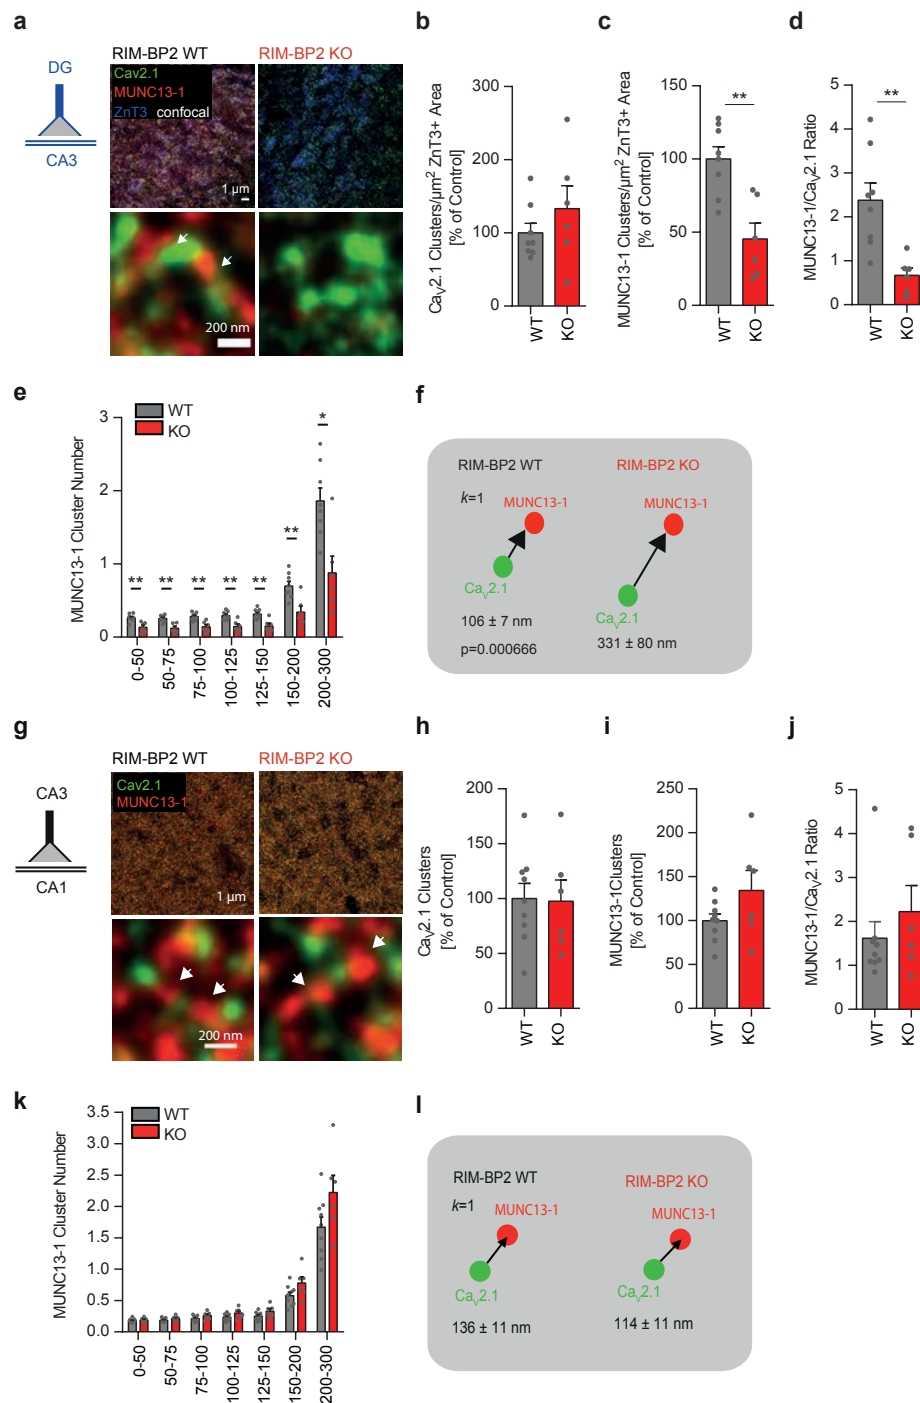 a
RIM-BP2 WT
RIM-BP2 KO
DG
CA3
Cav2.1
MUNC13-1
ZnT3 confocal
1 µm
200 nm
b
Ca_V2.1 Clusters/µm² ZnT3+ Area
[% of Control]
300
200
100
0
WT
KO
c
MUNC13-1 Clusters/µm² ZnT3+ Area
[% of Control]
150
100
50
0
**
WT
KO
d
MUNC13-1/Ca_V2.1 Ratio
5
4
3
2
1
0
**
WT
KO
e
MUNC13-1 Cluster Number
WT
KO
3
2
1
0
**
**
**
**
**
**
*
0-50
50-75
75-100
100-125
125-150
150-200
200-300
f
RIM-BP2 WT
RIM-BP2 KO
k=1
MUNC13-1
MUNC13-1
Ca_V2.1
Ca_V2.1
106 ± 7 nm
331 ± 80 nm
p=0.000666
g
RIM-BP2 WT
RIM-BP2 KO
CA3
CA1
Cav2.1
MUNC13-1
1 µm
200 nm
h
Ca_V2.1 Clusters
[% of Control]
200
150
100
50
0
WT
KO
i
MUNC13-1Clusters
[% of Control]
250
200
150
100
50
0
WT
KO
j
MUNC13-1/Ca_V2.1 Ratio
5
4
3
2
1
0
WT
KO
k
MUNC13-1 Cluster Number
WT
KO
3.5
3.0
2.5
2.0
1.5
1.0
0.5
0.0
0-50
50-75
75-100
100-125
125-150
150-200
200-300
l
RIM-BP2 WT
RIM-BP2 KO
k=1
MUNC13-1
MUNC13-1
Ca_V2.1
Ca_V2.1
136 ± 11 nm
114 ± 11 nm